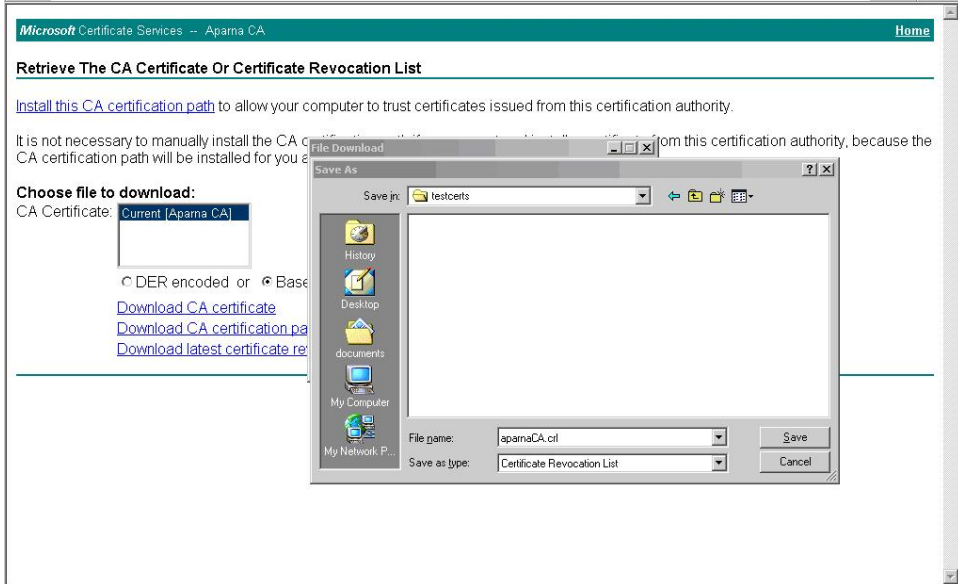 Microsoft Certificate Services -- Aparna CA Home
Retrieve The CA Certificate Or Certificate Revocation List
Install this CA certification path to allow your computer to trust certificates issued from this certification authority.
It is not necessary to manually install the CA from this certification authority, because the
CA certification path will be installed for you
Choose file to download:
CA Certificate: Current [Aparna CA]
DER encoded or Base
Download CA certificate
Download CA certification pa
Download latest certificate re
File Download
Save As
Save in: testcerts
History
Desktop
documents
My Computer
My Network P...
File name: aparnaCA.crl Save
Save as type: Certificate Revocation List Cancel